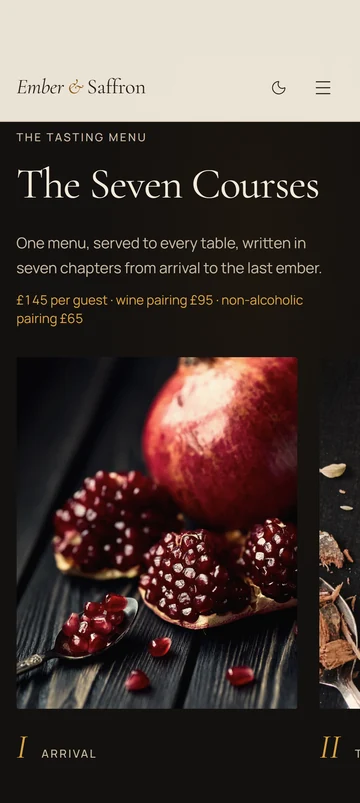 Ember & Saffron
THE TASTING MENU
The Seven Courses
One menu, served to every table, written in
seven chapters from arrival to the last ember.
£145 per guest · wine pairing £95 · non-alcoholic
pairing £65
I ARRIVAL
II